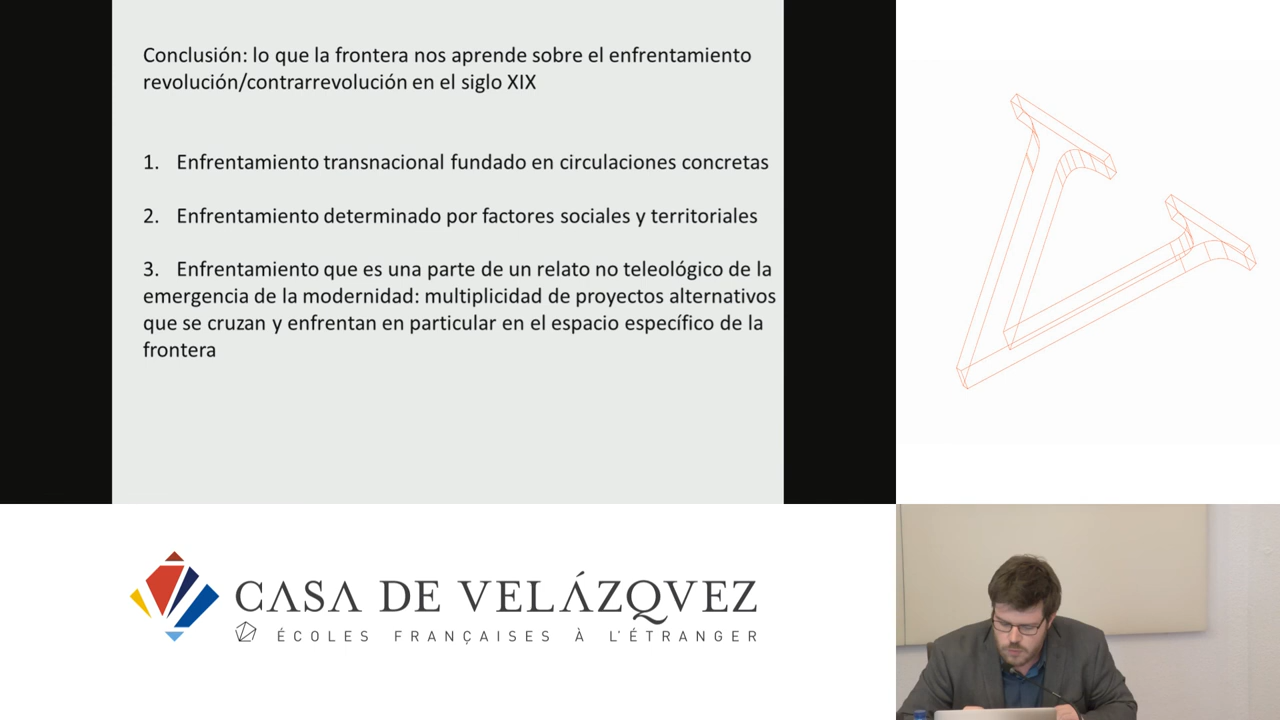 Conclusión: lo que la frontera nos aprende sobre el enfrentamiento
revolución/contrarrevolución en el siglo XIX
1. Enfrentamiento transnacional fundado en circulaciones concretas
2. Enfrentamiento determinado por factores sociales y territoriales
3. Enfrentamiento que es una parte de un relato no teleológico de la
emergencia de la modernidad: multiplicidad de proyectos alternativos
que se cruzan y enfrentan en particular en el espacio específico de la
frontera
CASA DE VELÁZQVEZ
ÉCOLES FRANÇAISES À L'ÉTRANGER